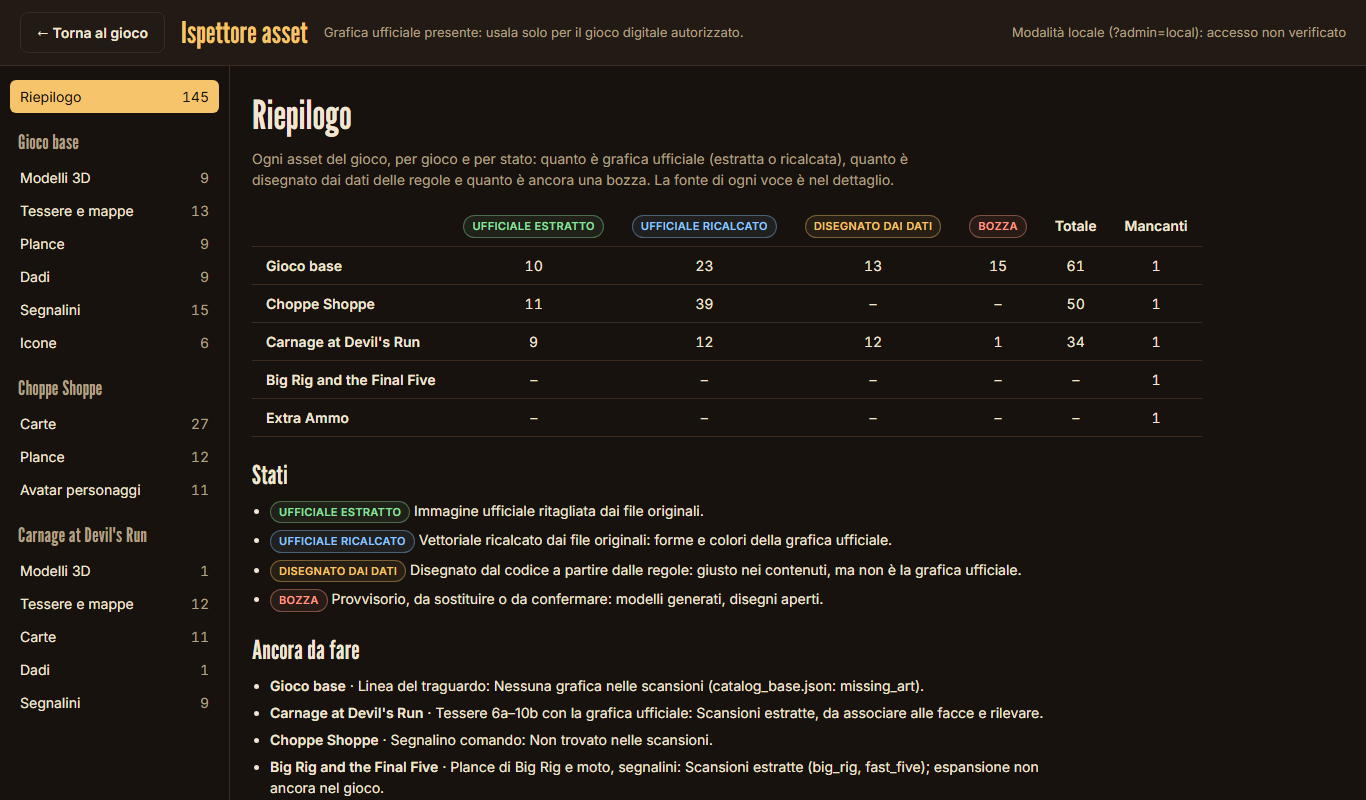 ← Torna al gioco
Ispettore asset
Grafica ufficiale presente: usala solo per il gioco digitale autorizzato.
Modalità locale (?admin=local): accesso non verificato
Riepilogo 145
Gioco base
Modelli 3D 9
Tessere e mappe 13
Plance 9
Dadi 9
Segnalini 15
Icone 6
Choppe Shoppe
Carte 27
Plance 12
Avatar personaggi 11
Carnage at Devil's Run
Modelli 3D 1
Tessere e mappe 12
Carte 11
Dadi 1
Segnalini 9
Riepilogo
Ogni asset del gioco, per gioco e per stato: quanto è grafica ufficiale (estratta o ricalcata), quanto è
disegnato dai dati delle regole e quanto è ancora una bozza. La fonte di ogni voce è nel dettaglio.
UFFICIALE ESTRATTO UFFICIALE RICALCATO DISEGNATO DAI DATI BOZZA Totale Mancanti
Gioco base 10 23 13 15 61 1
Choppe Shoppe 11 39 – – 50 1
Carnage at Devil's Run 9 12 12 1 34 1
Big Rig and the Final Five – – – – – 1
Extra Ammo – – – – – 1
Stati
• UFFICIALE ESTRATTO Immagine ufficiale ritagliata dai file originali.
• UFFICIALE RICALCATO Vettoriale ricalcato dai file originali: forme e colori della grafica ufficiale.
• DISEGNATO DAI DATI Disegnato dal codice a partire dalle regole: giusto nei contenuti, ma non è la grafica ufficiale.
• BOZZA Provvisorio, da sostituire o da confermare: modelli generati, disegni aperti.
Ancora da fare
• Gioco base · Linea del traguardo: Nessuna grafica nelle scansioni (catalog_base.json: missing_art).
• Carnage at Devil's Run · Tessere 6a–10b con la grafica ufficiale: Scansioni estratte, da associare alle facce e rilevare.
• Choppe Shoppe · Segnalino comando: Non trovato nelle scansioni.
• Big Rig and the Final Five · Plance di Big Rig e moto, segnalini: Scansioni estratte (big_rig, fast_five); espansione non
ancora nel gioco.